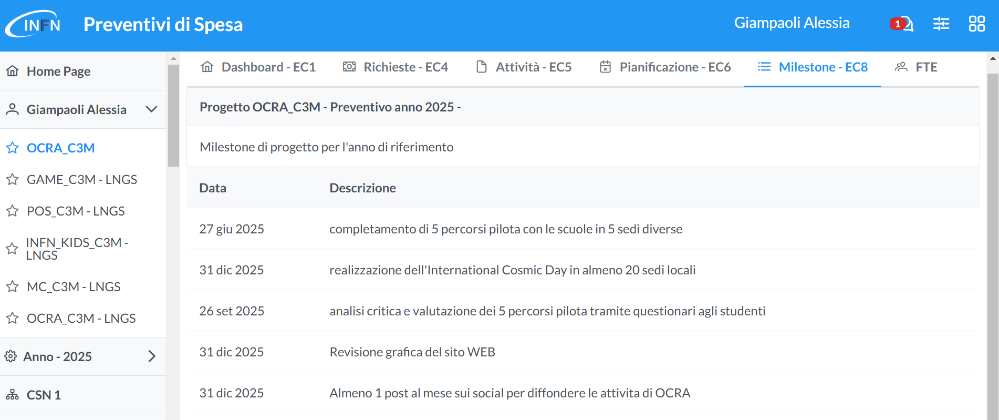 INFN
Preventivi di Spesa
Giampaoli Alessia
1
Home Page
Giampaoli Alessia
OCRA_C3M
GAME_C3M - LNGS
POS_C3M - LNGS
INFN_KIDS_C3M -
LNGS
MC_C3M - LNGS
OCRA_C3M - LNGS
Anno - 2025
CSN 1
Dashboard - EC1
Richieste - EC4
Attività - EC5
Pianificazione - EC6
Milestone - EC8
FTE
Progetto OCRA_C3M - Preventivo anno 2025 -
Milestone di progetto per l'anno di riferimento
Data Descrizione
27 giu 2025 completamento di 5 percorsi pilota con le scuole in 5 sedi diverse
31 dic 2025 realizzazione dell'International Cosmic Day in almeno 20 sedi locali
26 set 2025 analisi critica e valutazione dei 5 percorsi pilota tramite questionari agli studenti
31 dic 2025 Revisione grafica del sito WEB
31 dic 2025 Almeno 1 post al mese sui social per diffondere le attivita di OCRA